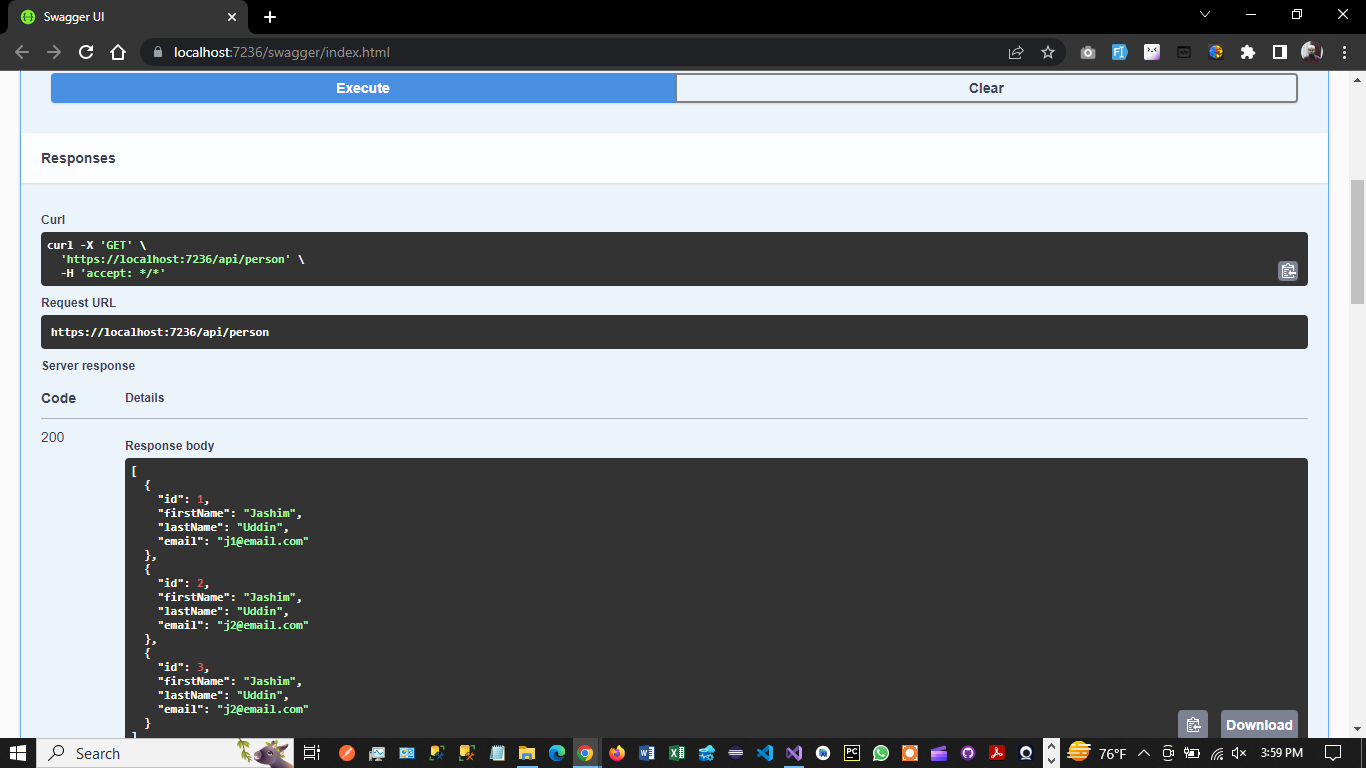 Swagger UI
localhost:7236/swagger/index.html
Execute
Clear
Responses
Curl
curl -X 'GET' \
  'https://localhost:7236/api/person' \
  -H 'accept: */*'
Request URL
https://localhost:7236/api/person
Server response
Code Details
200
Response body
[
  {
    "id": 1,
    "firstName": "Jashim",
    "lastName": "Uddin",
    "email": "j1@email.com"
  },
  {
    "id": 2,
    "firstName": "Jashim",
    "lastName": "Uddin",
    "email": "j2@email.com"
  },
  {
    "id": 3,
    "firstName": "Jashim",
    "lastName": "Uddin",
    "email": "j2@email.com"
  }
]
Download
Search
PC
76°F
3:59 PM